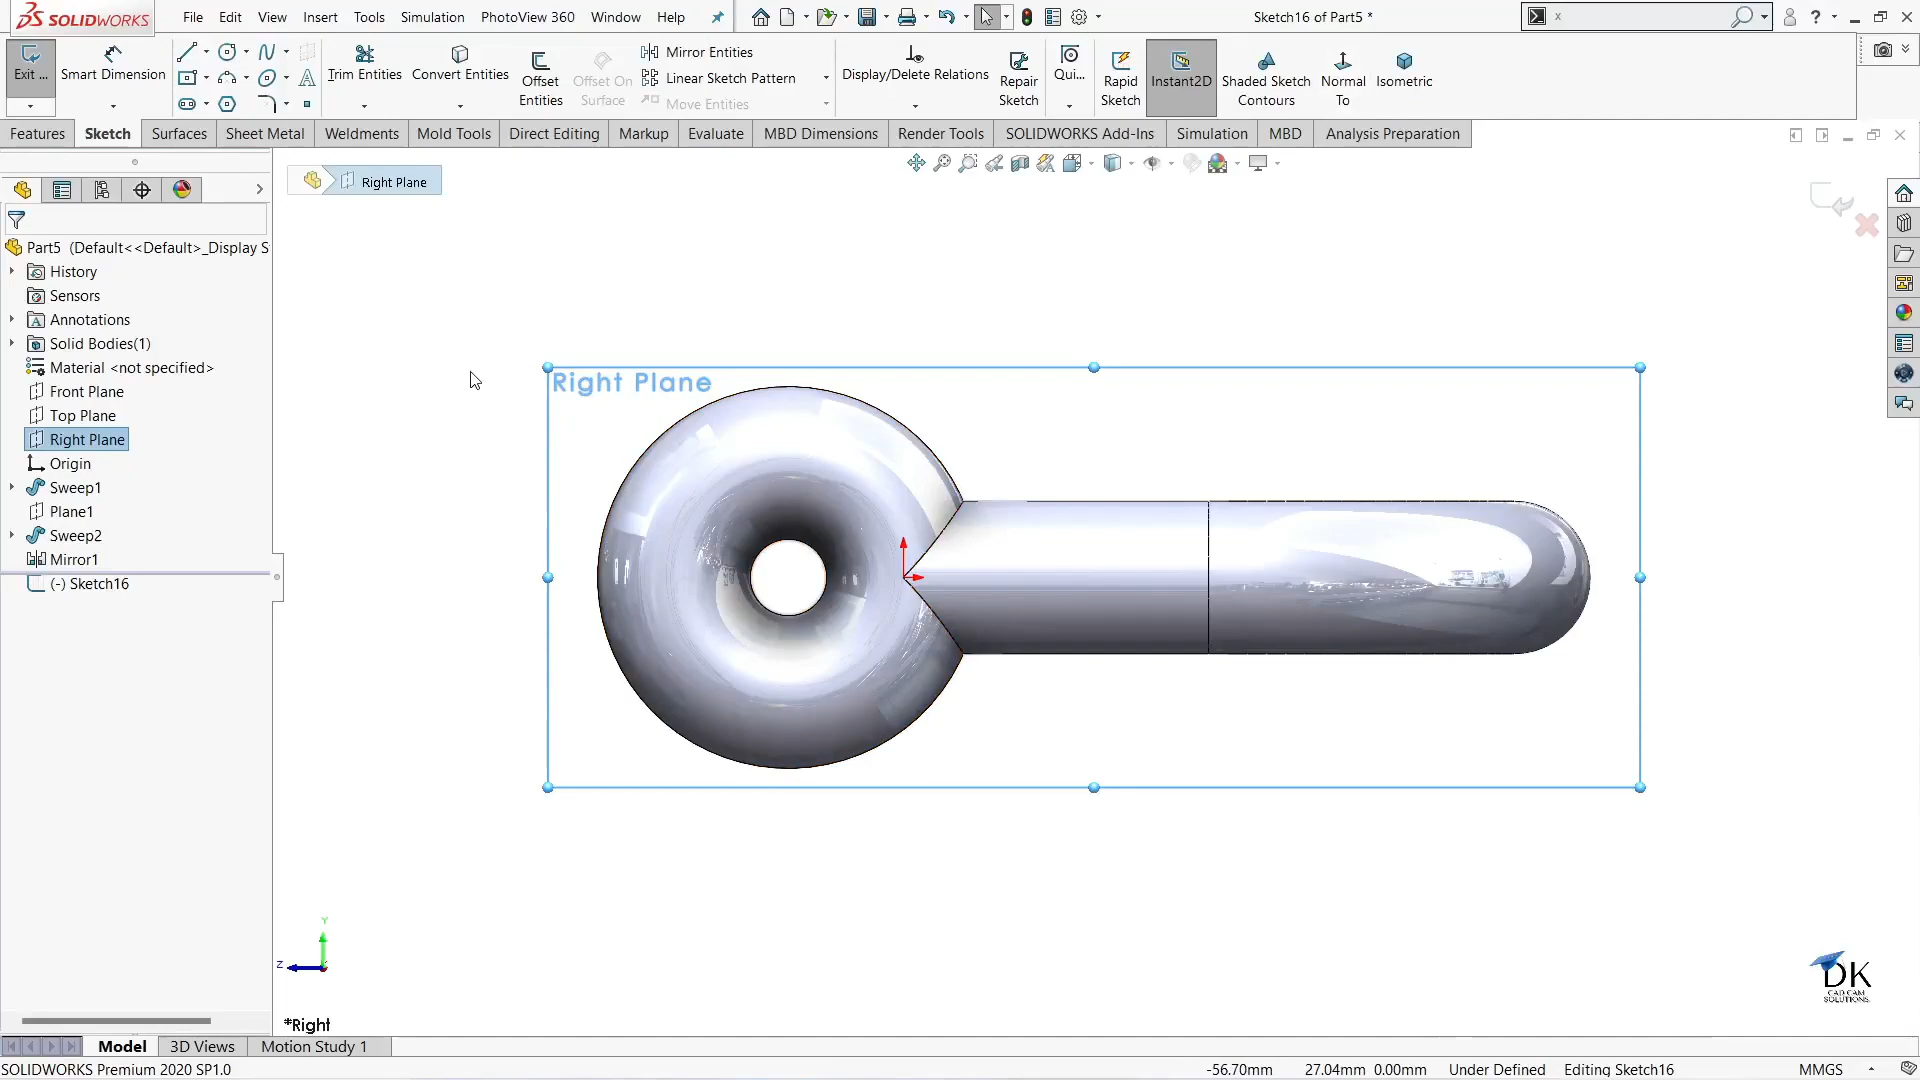 SOLIDWORKS
File Edit View Insert Tools Simulation PhotoView 360 Window Help
Sketch16 of Part5 *
x
Exit ...
Smart Dimension
Trim Entities
Convert Entities
Offset Entities
Offset On Surface
Mirror Entities
Linear Sketch Pattern
Move Entities
Display/Delete Relations
Repair Sketch
Qui...
Rapid Sketch
Instant2D
Shaded Sketch Contours
Normal To
Isometric
Features Sketch Surfaces Sheet Metal Weldments Mold Tools Direct Editing Markup Evaluate MBD Dimensions Render Tools SOLIDWORKS Add-Ins Simulation MBD Analysis Preparation
Right Plane
Part5 (Default<<Default>_Display S
History
Sensors
Annotations
Solid Bodies(1)
Material <not specified>
Front Plane
Top Plane
Right Plane
Origin
Sweep1
Plane1
Sweep2
Mirror1
(-) Sketch16
Right Plane
Y
Z
*Right
DK
CAD CAM
SOLUTIONS.
Model 3D Views Motion Study 1
SOLIDWORKS Premium 2020 SP1.0
-56.70mm 27.04mm 0.00mm Under Defined Editing Sketch16 MMGS